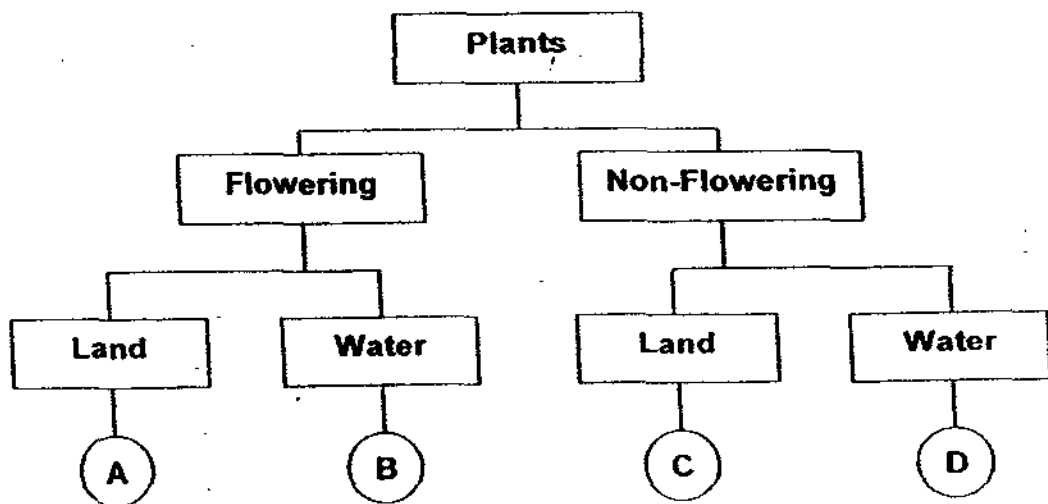 Plants
Flowering
Non-Flowering
Land
Water
Land
Water
A
B
C
D